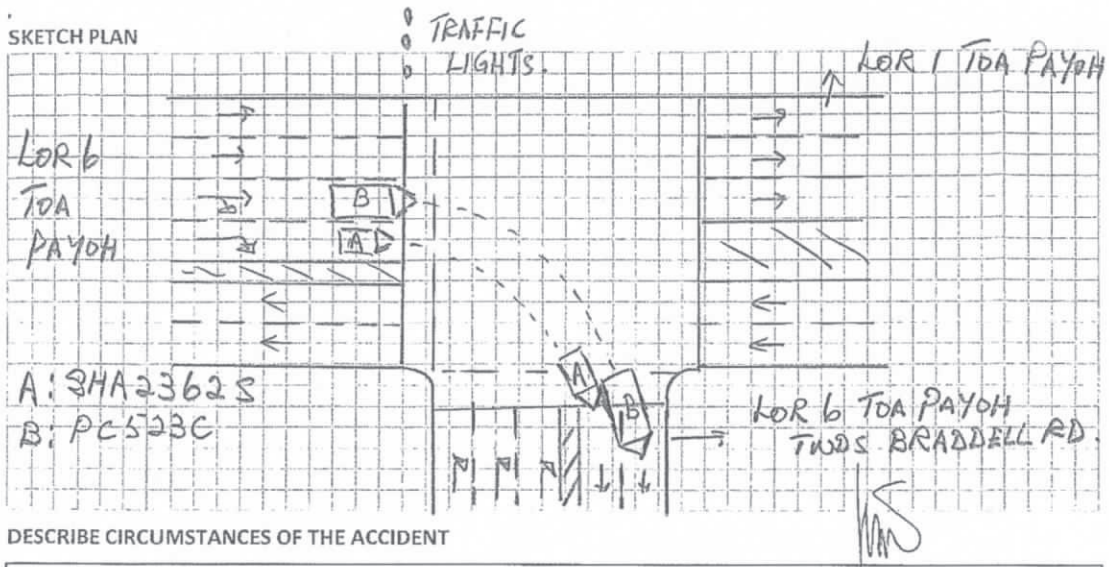 SKETCH PLAN
TRAFFIC
LIGHTS.
LOR 1 TOA PAYOH
LOR 6
TOA
PAYOH
B
A
A
B
A: SHA2362S
B: PC523C
LOR 6 TOA PAYOH
TWDS BRADDELL RD.
DESCRIBE CIRCUMSTANCES OF THE ACCIDENT